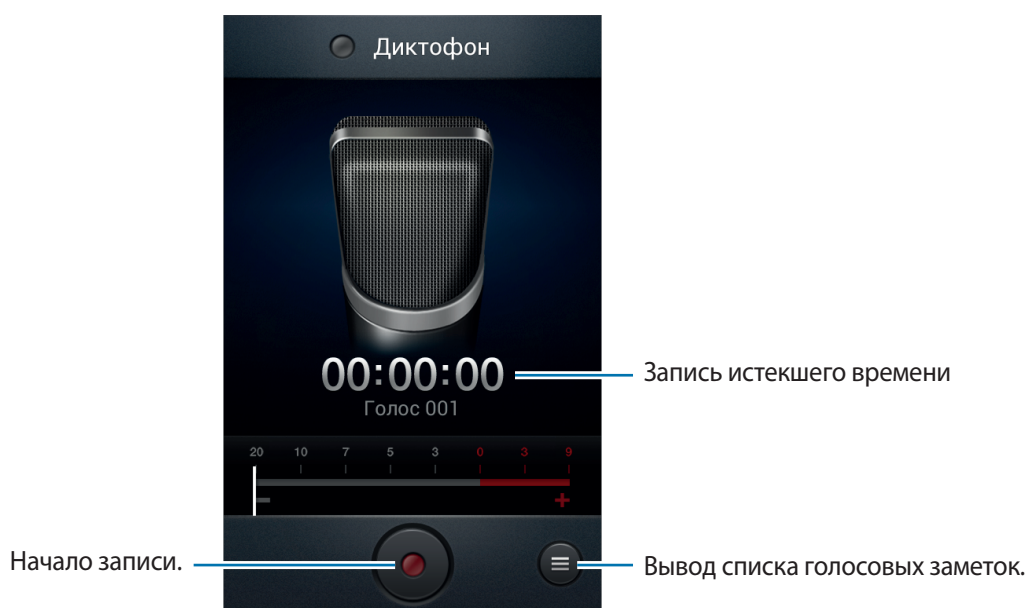 Диктофон
00:00:00
Запись истекшего времени
Голос 001
20 10 7 5 3 0 3 9
− +
Начало записи.
Вывод списка голосовых заметок.